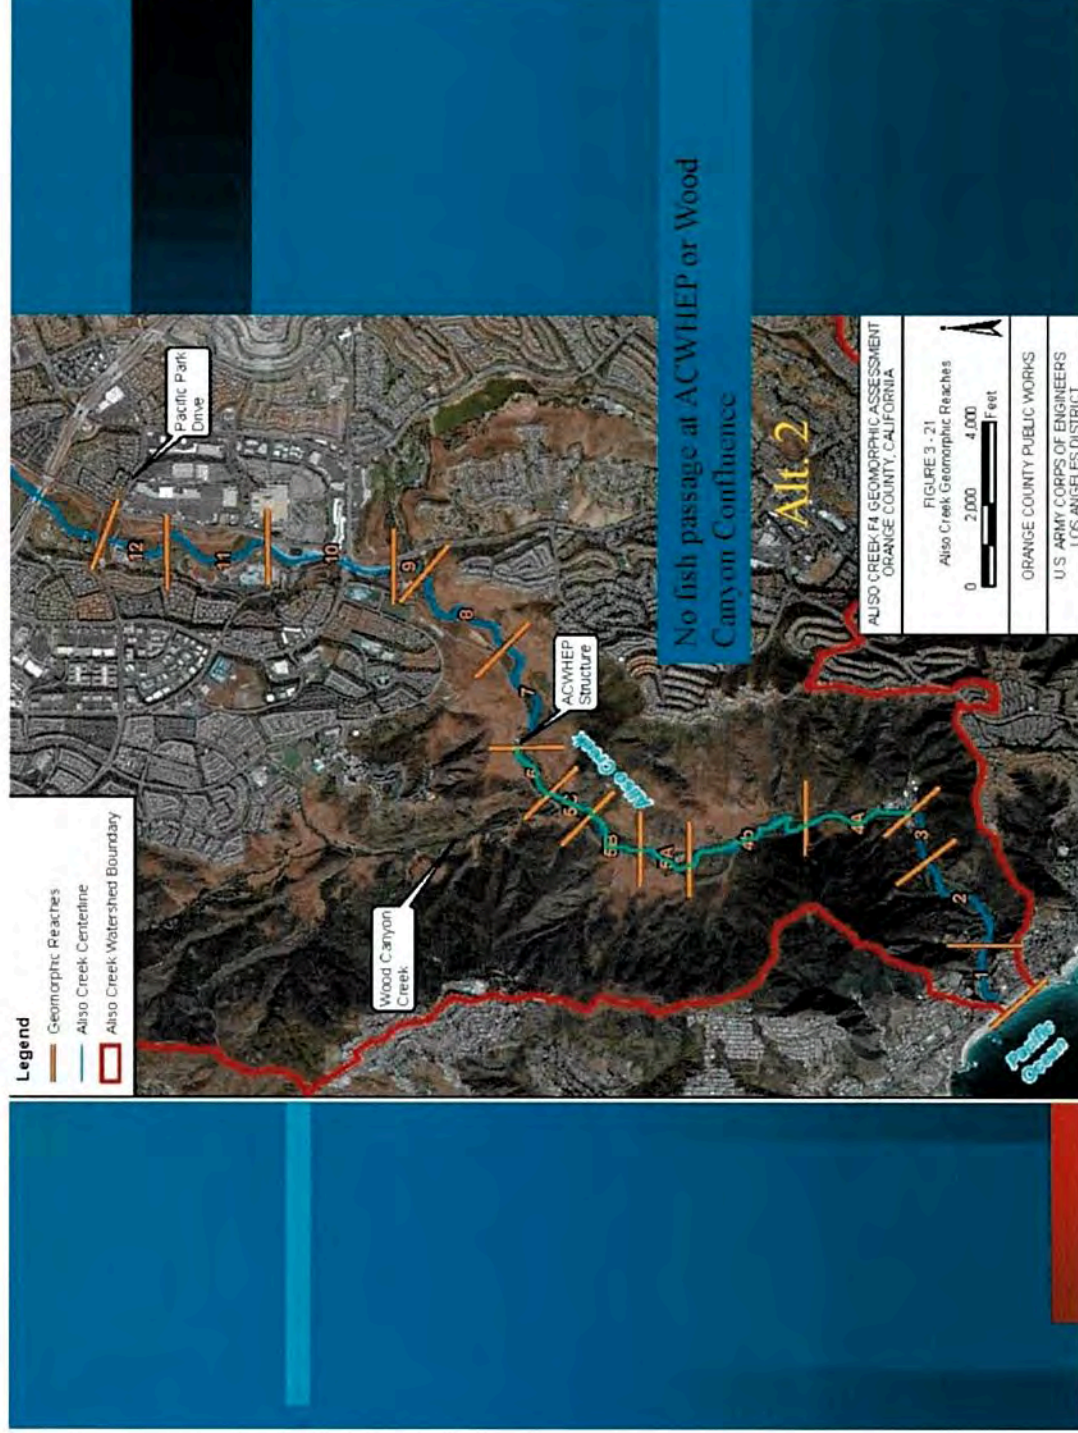 Legend
Geomorphic Reaches
Aliso Creek Centerline
Aliso Creek Watershed Boundary
Pacific Park
Drive
12
11
10
9
8
7
ACWHEP
Structure
6
Aliso Creek
5C
5B
5A
5
4B
4A
3
2
1
Wood Canyon
Creek
Pacific
Ocean
No fish passage at ACWHEP or Wood
Canyon Confluence
Alt. 2
ALISO CREEK F4 GEOMORPHIC ASSESSMENT
ORANGE COUNTY, CALIFORNIA
FIGURE 3 - 21
Aliso Creek Geomorphic Reaches
0 2,000 4,000
Feet
ORANGE COUNTY PUBLIC WORKS
U.S. ARMY CORPS OF ENGINEERS
LOS ANGELES DISTRICT